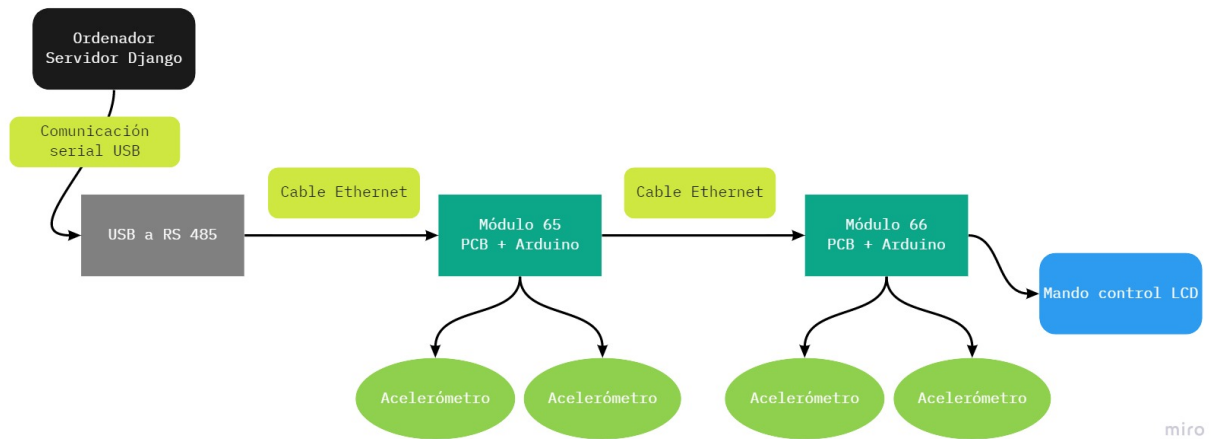 Ordenador
Servidor Django
Comunicación
serial USB
Cable Ethernet
Cable Ethernet
USB a RS 485
Módulo 65
PCB + Arduino
Módulo 66
PCB + Arduino
Mando control LCD
Acelerómetro
Acelerómetro
Acelerómetro
Acelerómetro
miro